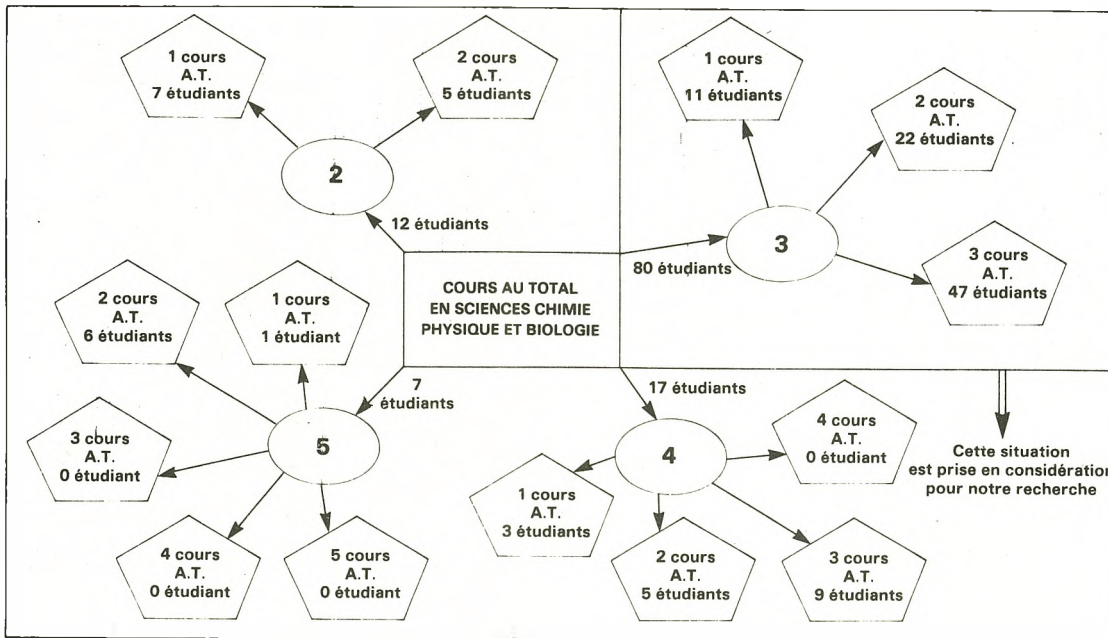 1 cours
A.T.
7 étudiants
2 cours
A.T.
5 étudiants
2
12 étudiants
1 cours
A.T.
11 étudiants
2 cours
A.T.
22 étudiants
3
80 étudiants
3 cours
A.T.
47 étudiants
COURS AU TOTAL
EN SCIENCES CHIMIE
PHYSIQUE ET BIOLOGIE
2 cours
A.T.
6 étudiants
1 cours
A.T.
1 étudiant
7
étudiants
5
3 cours
A.T.
0 étudiant
4 cours
A.T.
0 étudiant
5 cours
A.T.
0 étudiant
17 étudiants
4
4 cours
A.T.
0 étudiant
1 cours
A.T.
3 étudiants
2 cours
A.T.
5 étudiants
3 cours
A.T.
9 étudiants
Cette situation
est prise en considération
pour notre recherche